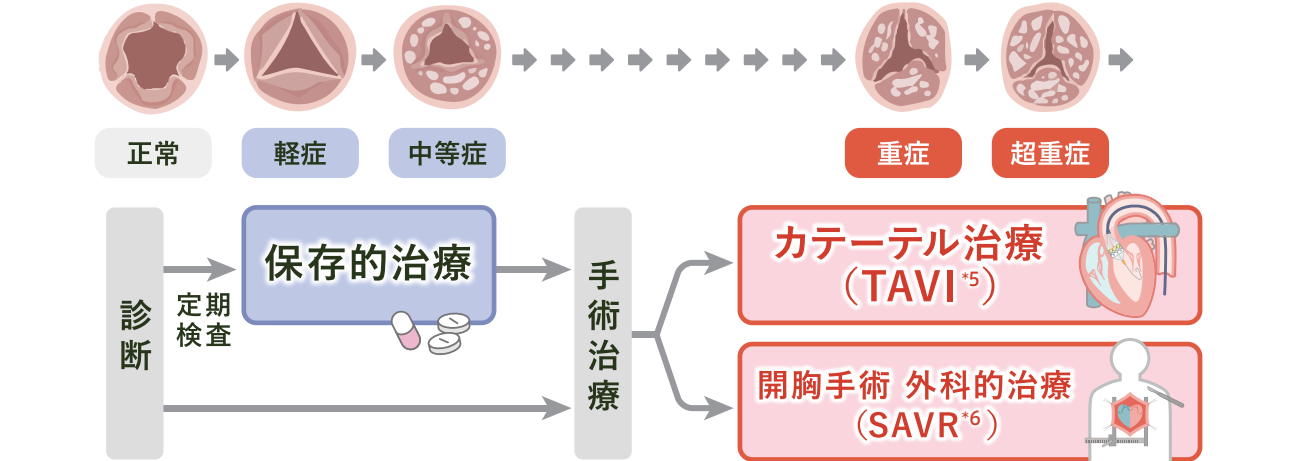 正常
軽症
中等症
重症
超重症
診断
定期
検査
保存的治療
手術治療
カテーテル治療
（TAVI*5）
開胸手術 外科的治療
（SAVR*6）